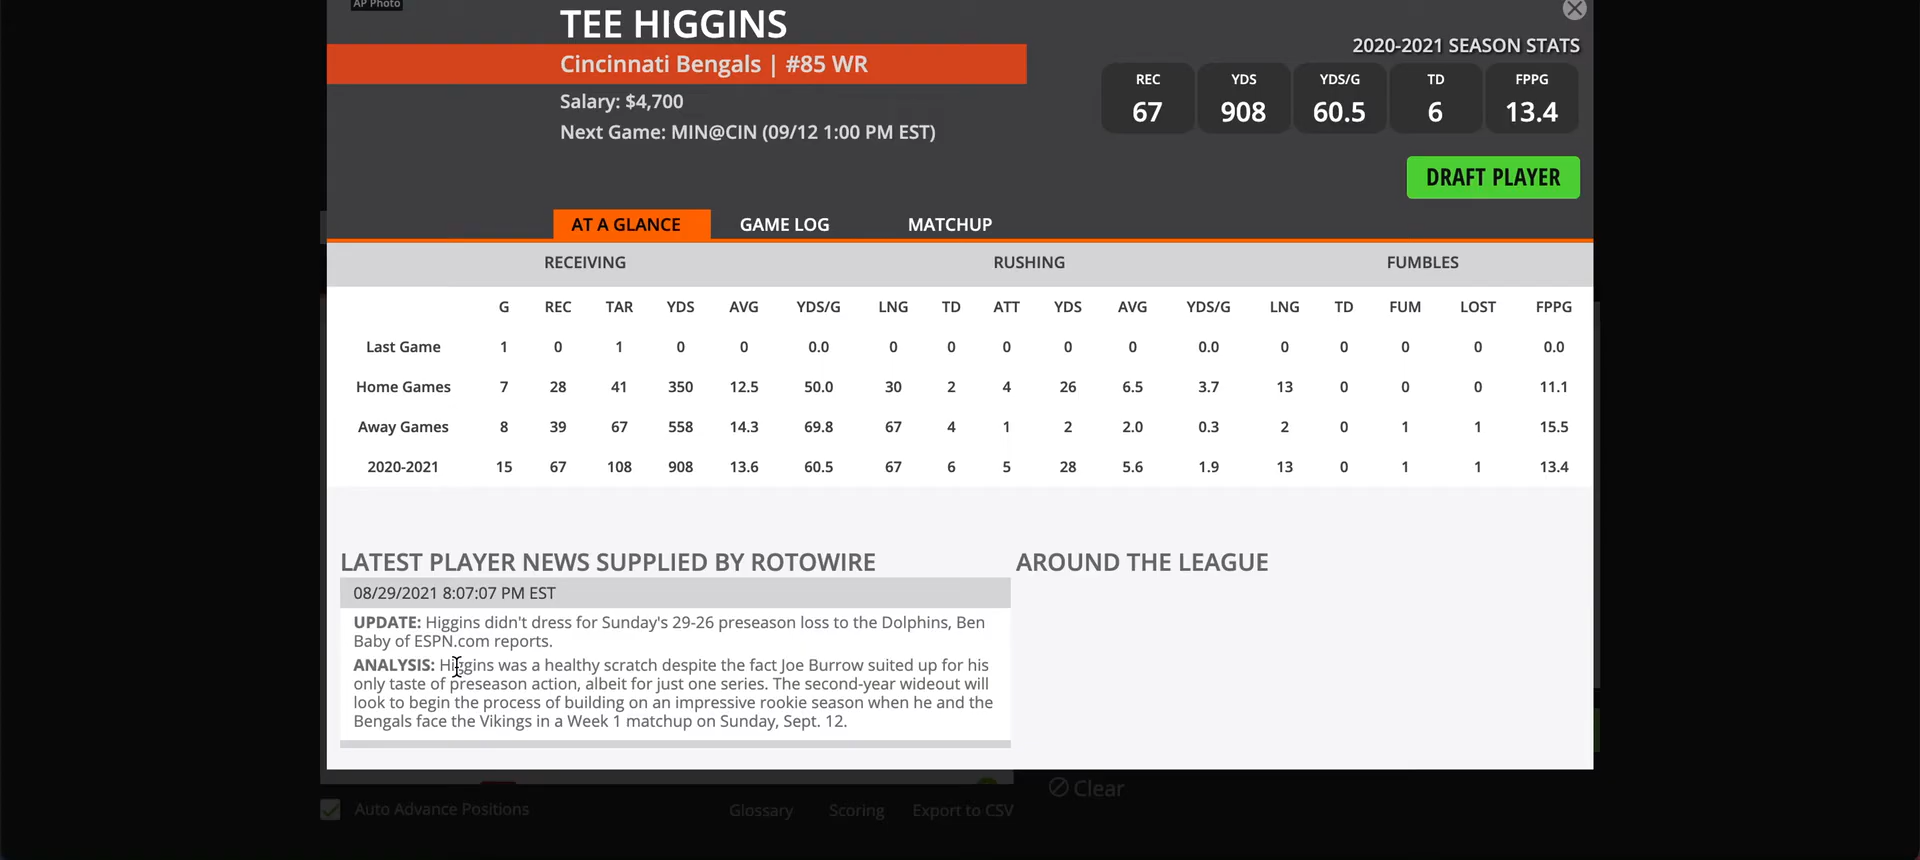 AP Photo
TEE HIGGINS
Cincinnati Bengals | #85 WR
Salary: $4,700
Next Game: MIN@CIN (09/12 1:00 PM EST)
2020-2021 SEASON STATS
REC YDS YDS/G TD FPPG
67 908 60.5 6 13.4
DRAFT PLAYER
AT A GLANCE GAME LOG MATCHUP
RECEIVING RUSHING FUMBLES
G REC TAR YDS AVG YDS/G LNG TD ATT YDS AVG YDS/G LNG TD FUM LOST FPPG
Last Game 1 0 1 0 0 0.0 0 0 0 0 0 0.0 0 0 0 0 0.0
Home Games 7 28 41 350 12.5 50.0 30 2 4 26 6.5 3.7 13 0 0 0 11.1
Away Games 8 39 67 558 14.3 69.8 67 4 1 2 2.0 0.3 2 0 1 1 15.5
2020-2021 15 67 108 908 13.6 60.5 67 6 5 28 5.6 1.9 13 0 1 1 13.4
LATEST PLAYER NEWS SUPPLIED BY ROTOWIRE
08/29/2021 8:07:07 PM EST
UPDATE: Higgins didn't dress for Sunday's 29-26 preseason loss to the Dolphins, Ben
Baby of ESPN.com reports.
ANALYSIS: Higgins was a healthy scratch despite the fact Joe Burrow suited up for his
only taste of preseason action, albeit for just one series. The second-year wideout will
look to begin the process of building on an impressive rookie season when he and the
Bengals face the Vikings in a Week 1 matchup on Sunday, Sept. 12.
AROUND THE LEAGUE
Clear
Auto Advance Positions Glossary Scoring Export to CSV